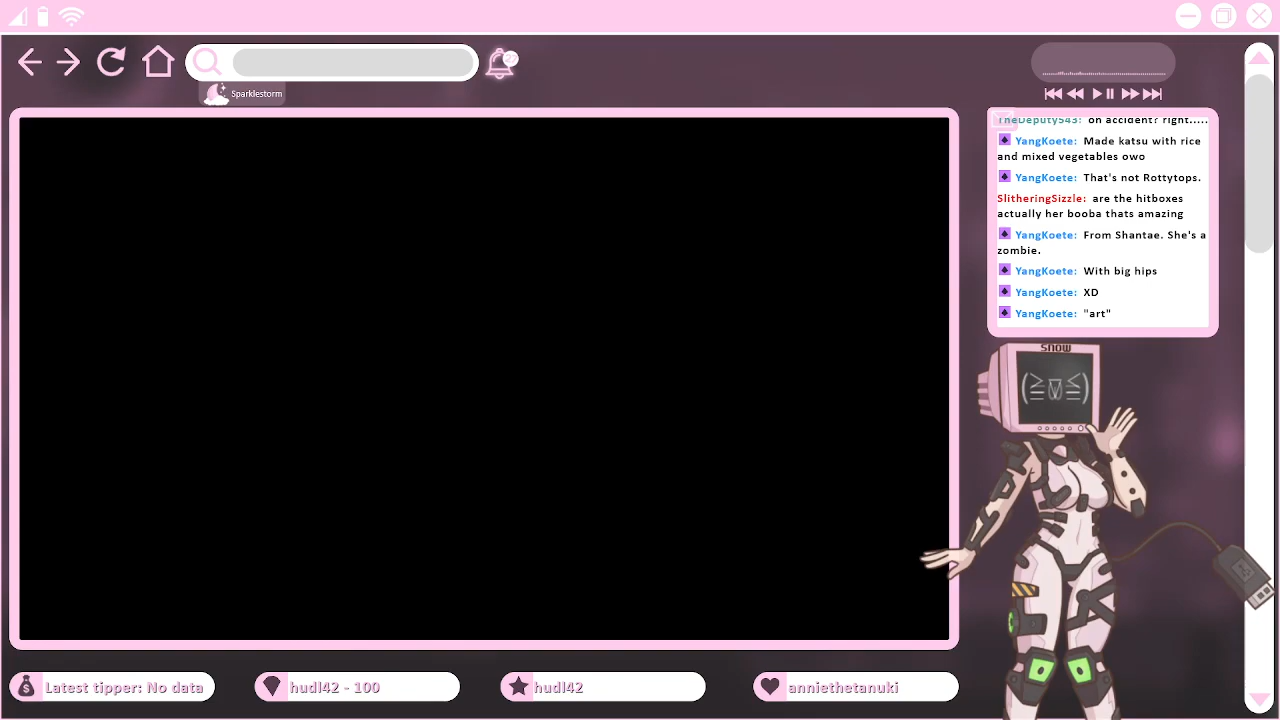 Sparklestorm
TheDeputy543: on accident? right.....
YangKoete: Made katsu with rice
and mixed vegetables owo
YangKoete: That's not Rottytops.
SlitheringSizzle: are the hitboxes
actually her booba thats amazing
YangKoete: From Shantae. She's a
zombie.
YangKoete: With big hips
YangKoete: XD
YangKoete: "art"
SNOW
(≥∇≤)
Latest tipper: No data
hudl42 - 100
hudl42
anniethetanuki